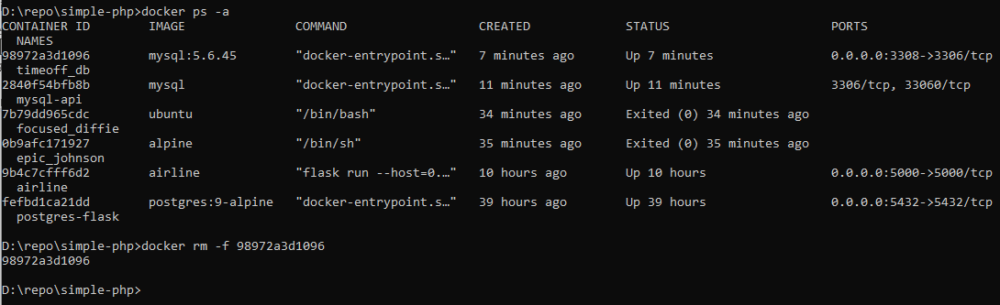 D:\repo\simple-php>docker ps -a
CONTAINER ID        IMAGE               COMMAND                  CREATED             STATUS                      PORTS
  NAMES
98972a3d1096        mysql:5.6.45        "docker-entrypoint.s…"   7 minutes ago       Up 7 minutes                0.0.0.0:3308->3306/tcp
  timeoff_db
2840f54bfb8b        mysql               "docker-entrypoint.s…"   11 minutes ago      Up 11 minutes               3306/tcp, 33060/tcp
  mysql-api
7b79dd965cdc        ubuntu              "/bin/bash"              34 minutes ago      Exited (0) 34 minutes ago
  focused_diffie
0b9afc171927        alpine              "/bin/sh"                35 minutes ago      Exited (0) 35 minutes ago
  epic_johnson
9b4c7cfff6d2        airline             "flask run --host=0.…"   10 hours ago        Up 10 hours                 0.0.0.0:5000->5000/tcp
  airline
fefbd1ca21dd        postgres:9-alpine   "docker-entrypoint.s…"   39 hours ago        Up 39 hours                 0.0.0.0:5432->5432/tcp
  postgres-flask
D:\repo\simple-php>docker rm -f 98972a3d1096
98972a3d1096
D:\repo\simple-php>